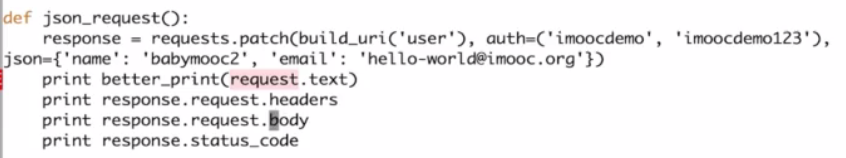 def json_request():
    response = requests.patch(build_uri('user'), auth=('imoocdemo', 'imoocdemo123'),
json={'name': 'babymooc2', 'email': 'hello-world@imooc.org'})
    print better_print(request.text)
    print response.request.headers
    print response.request.body
    print response.status_code